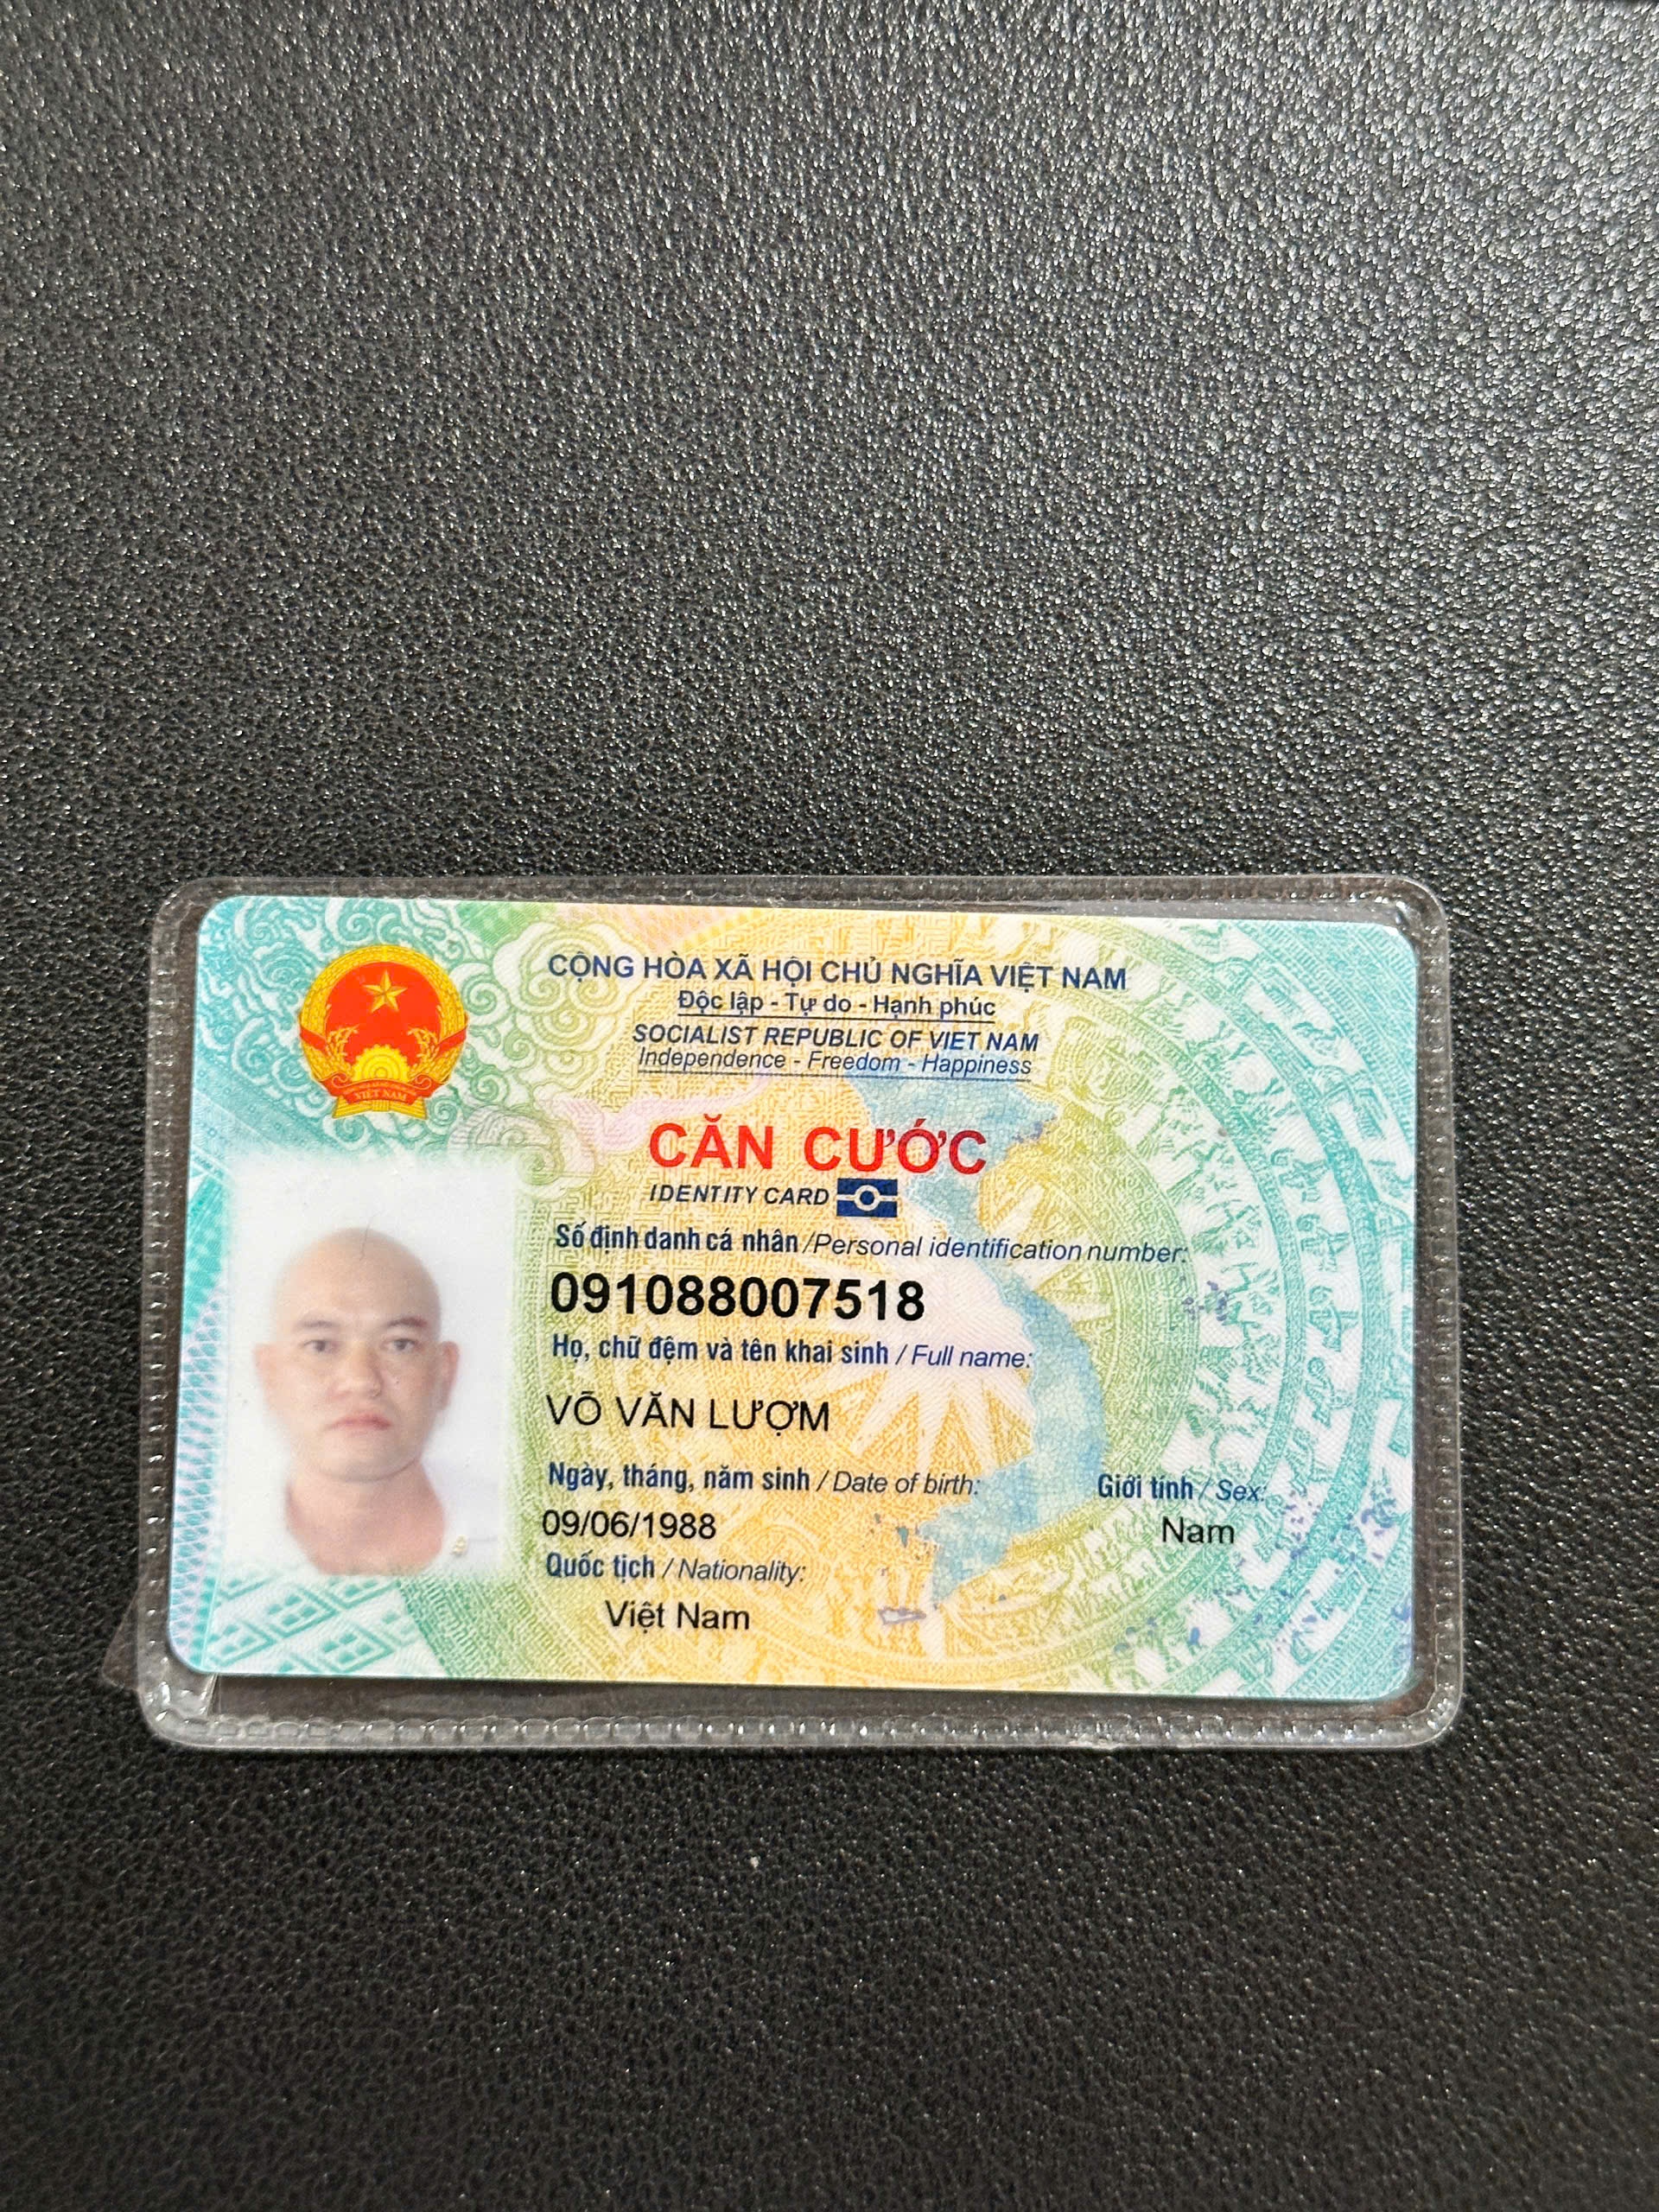 CỘNG HÒA XÃ HỘI CHỦ NGHĨA VIỆT NAM
Độc lập - Tự do - Hạnh phúc
SOCIALIST REPUBLIC OF VIET NAM
Independence - Freedom - Happiness
VIỆT NAM
CĂN CƯỚC
IDENTITY CARD
Số định danh cá nhân /Personal identification number:
091088007518
Họ, chữ đệm và tên khai sinh / Full name:
VÕ VĂN LƯỢM
Ngày, tháng, năm sinh / Date of birth: Giới tính / Sex:
09/06/1988 Nam
Quốc tịch / Nationality:
Việt Nam